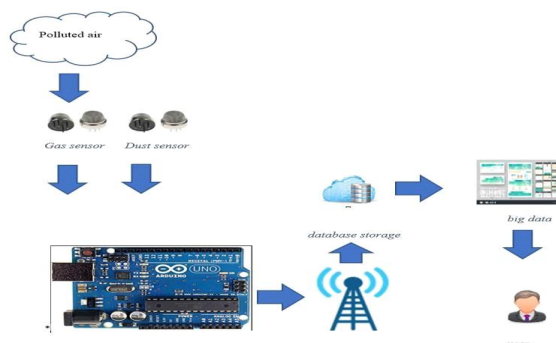 Polluted air
Gas sensor
Dust sensor
database storage
big data
UNO
ARDUINO